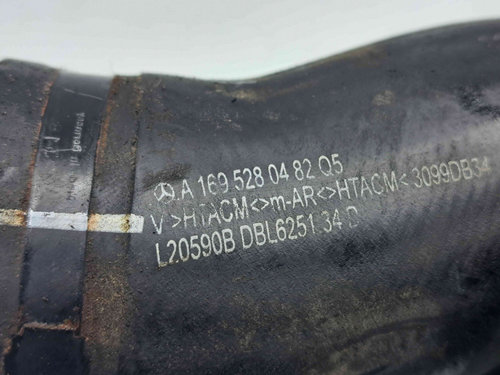 A 169 528 04 82 Q5
V >HTACM<>m-AR<>HTACM< 3099DB34
L20590B DBL6251.34 D